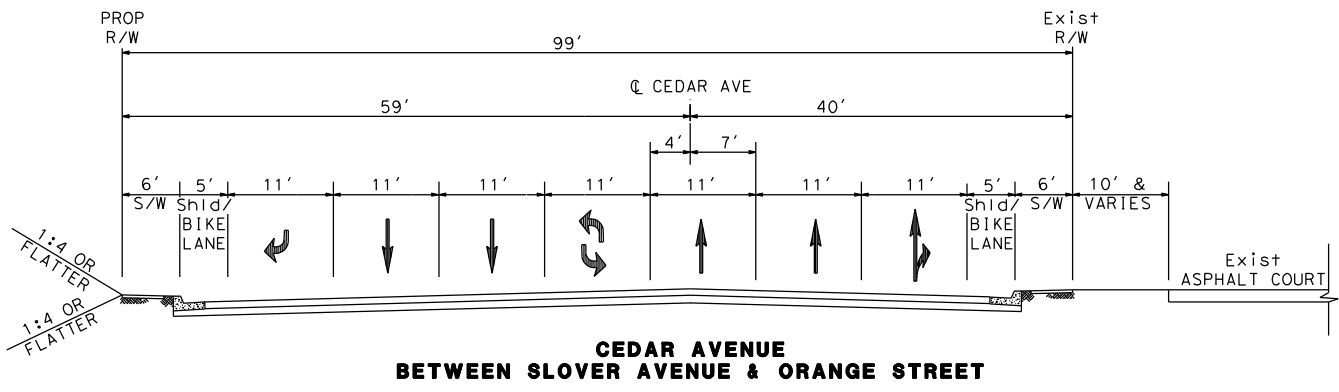 PROP
R/W
Exist
R/W
99'
℄ CEDAR AVE
59'
40'
4'
7'
6'
S/W
5'
Shld/
BIKE
LANE
11'
11'
11'
11'
11'
11'
11'
5'
Shld/
BIKE
LANE
6'
S/W
10' &
VARIES
1:4 OR
FLATTER
1:4 OR
FLATTER
Exist
ASPHALT COURT
CEDAR AVENUE
BETWEEN SLOVER AVENUE & ORANGE STREET